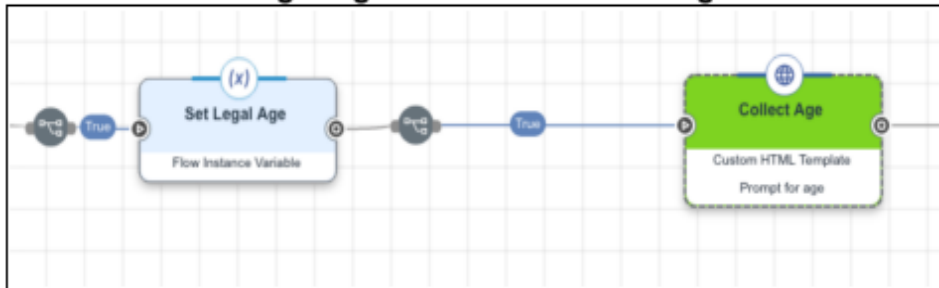 True
(x)
Set Legal Age
Flow Instance Variable
True
Collect Age
Custom HTML Template
Prompt for age